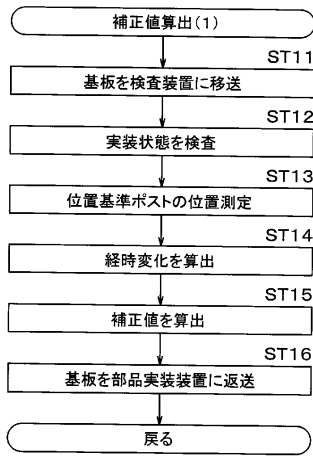 補正値算出(1)
ST11
基板を検査装置に移送
ST12
実装状態を検査
ST13
位置基準ポストの位置測定
ST14
経時変化を算出
ST15
補正値を算出
ST16
基板を部品実装装置に返送
戻る